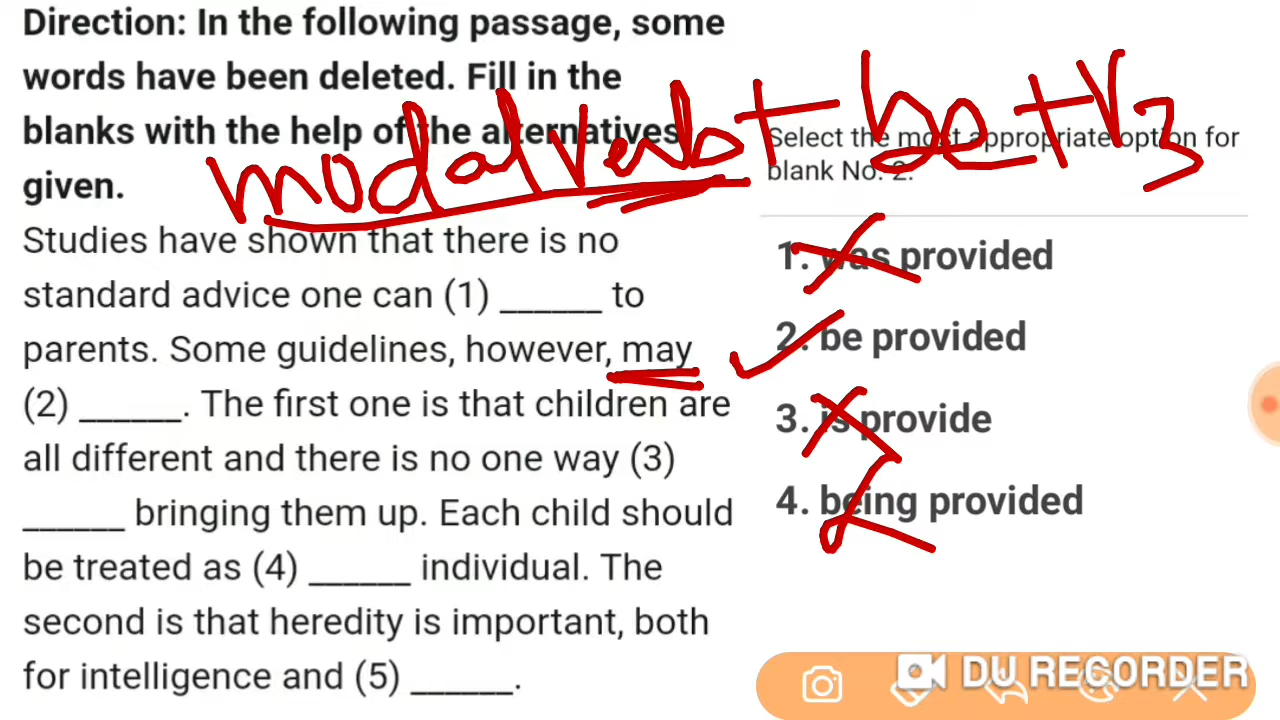 Direction: In the following passage, some
words have been deleted. Fill in the
blanks with the help of the alternatives
given.
modal verb + be + V3
Studies have shown that there is no
standard advice one can (1) ______ to
parents. Some guidelines, however, may
(2) ______. The first one is that children are
all different and there is no one way (3)
______ bringing them up. Each child should
be treated as (4) ______ individual. The
second is that heredity is important, both
for intelligence and (5) ______.
Select the most appropriate option for
blank No. 2.
1. was provided
2. be provided
3. is provide
4. being provided
DU RECORDER